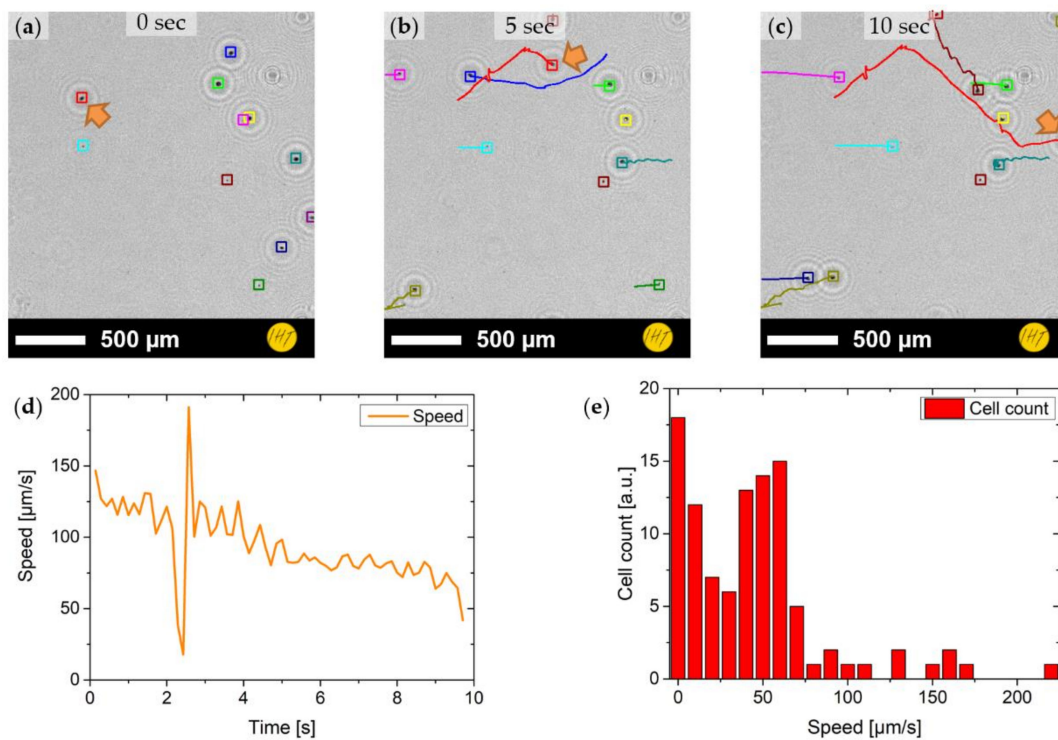 (a) 0 sec
(b) 5 sec
(c) 10 sec
500 µm
500 µm
500 µm
(d)
Speed
Speed [µm/s]
200
150
100
50
0
0 2 4 6 8 10
Time [s]
(e)
Cell count
Cell count [a.u.]
20
15
10
5
0
0 50 100 150 200
Speed [µm/s]